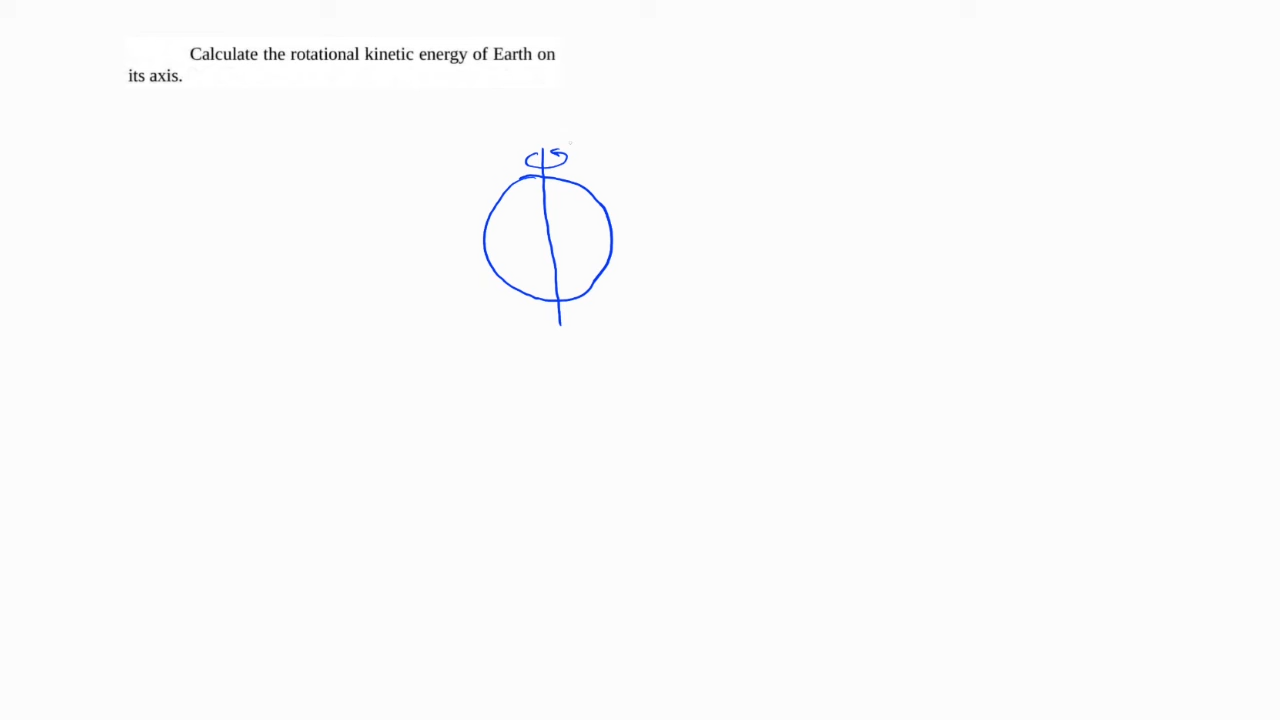 Calculate the rotational kinetic energy of Earth on
its axis.